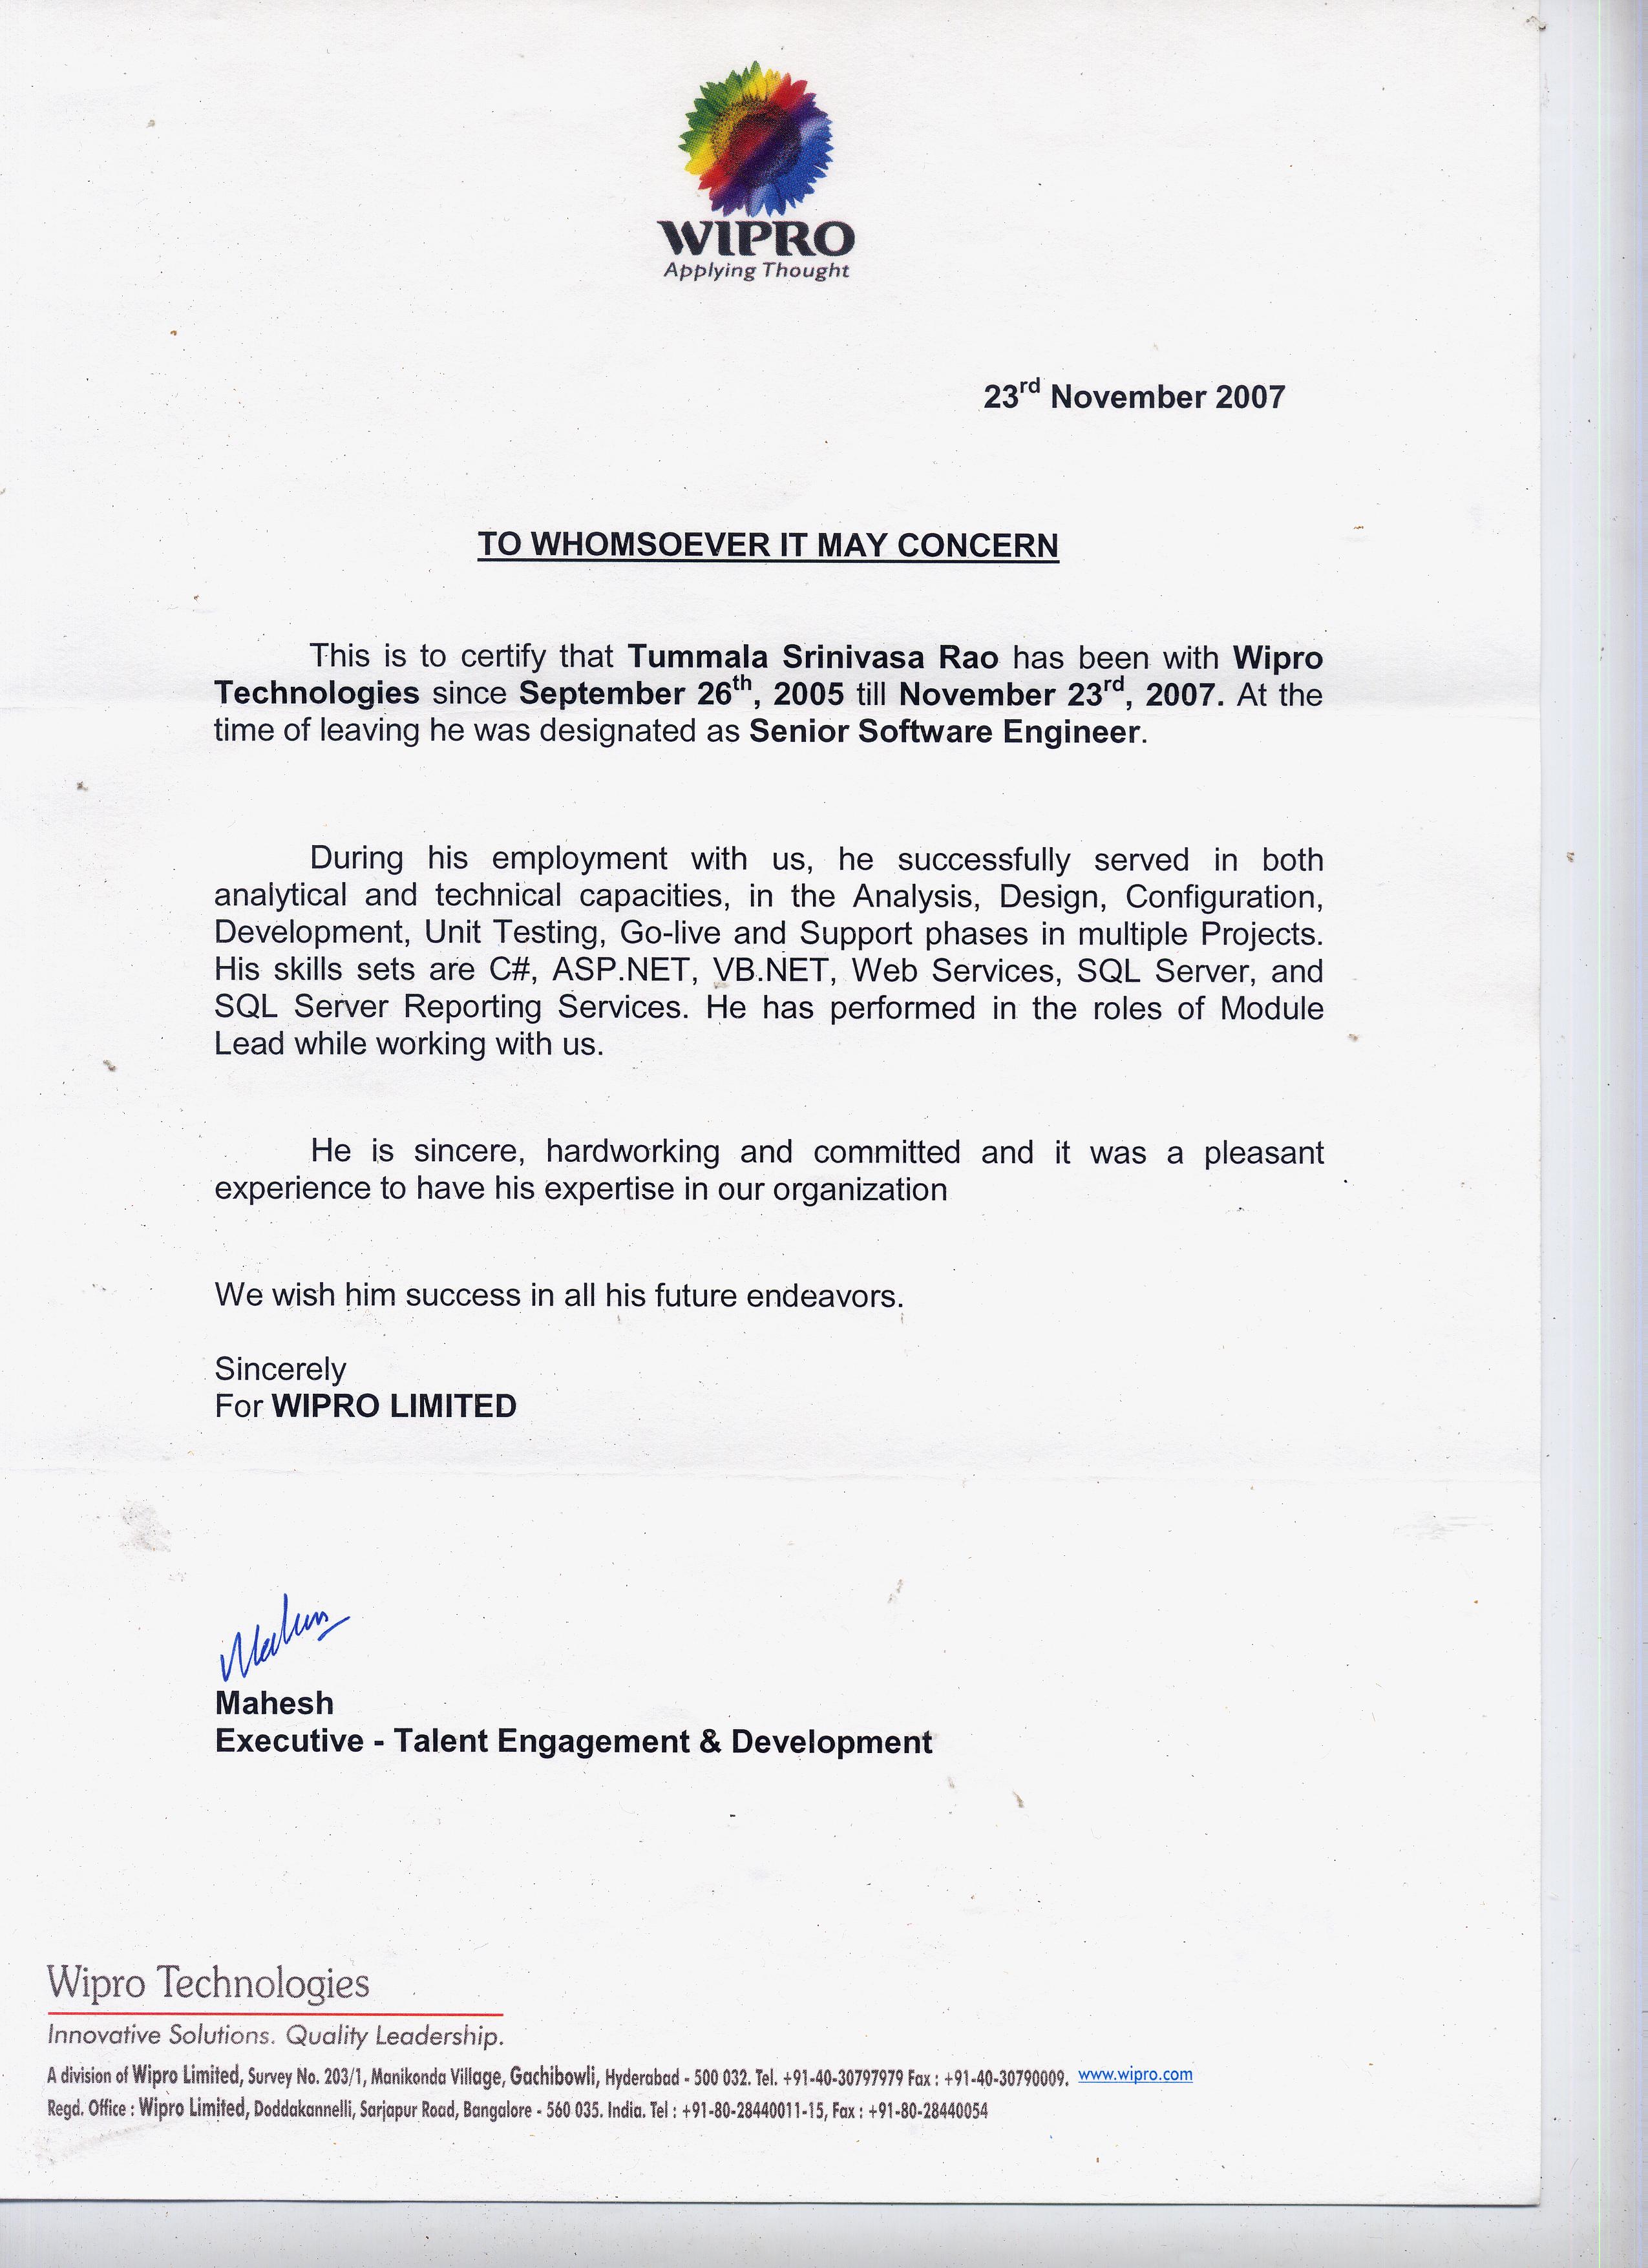 WIPRO
Applying Thought
23rd November 2007
TO WHOMSOEVER IT MAY CONCERN
This is to certify that Tummala Srinivasa Rao has been with Wipro
Technologies since September 26th, 2005 till November 23rd, 2007. At the
time of leaving he was designated as Senior Software Engineer.
During his employment with us, he successfully served in both
analytical and technical capacities, in the Analysis, Design, Configuration,
Development, Unit Testing, Go-live and Support phases in multiple Projects.
His skills sets are C#, ASP.NET, VB.NET, Web Services, SQL Server, and
SQL Server Reporting Services. He has performed in the roles of Module
Lead while working with us.
He is sincere, hardworking and committed and it was a pleasant
experience to have his expertise in our organization
We wish him success in all his future endeavors.
Sincerely
For WIPRO LIMITED
Mahesh
Executive - Talent Engagement & Development
Wipro Technologies
Innovative Solutions. Quality Leadership.
A division of Wipro Limited, Survey No. 203/1, Manikonda Village, Gachibowli, Hyderabad - 500 032. Tel. +91-40-30797979 Fax : +91-40-30790009. www.wipro.com
Regd. Office : Wipro Limited, Doddakannelli, Sarjapur Road, Bangalore - 560 035. India. Tel : +91-80-28440011-15, Fax : +91-80-28440054